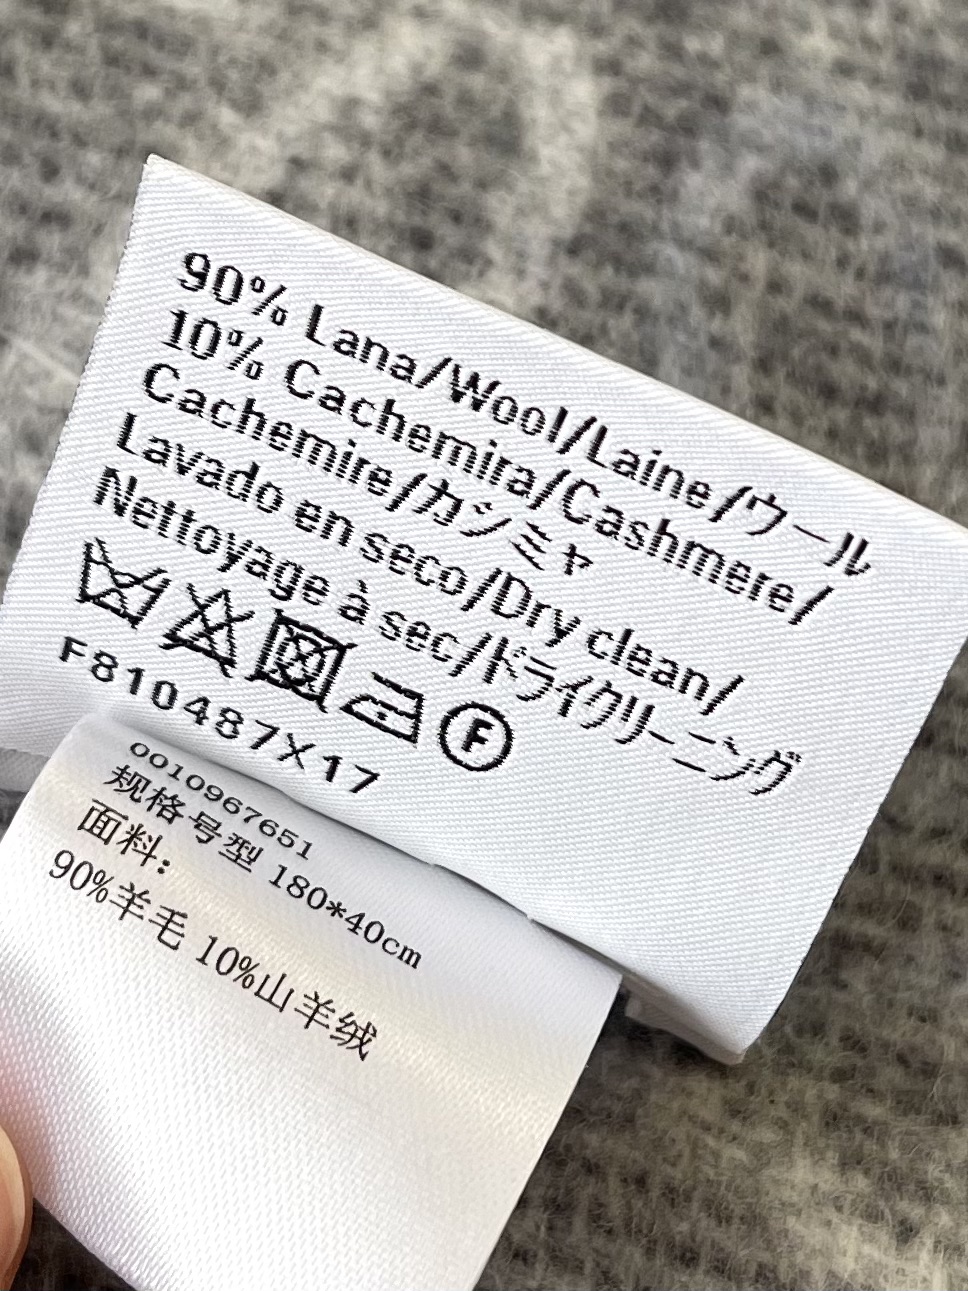 90% Lana/Wool/Laine/ウール
10% Cachemira/Cashmere/
Cachemire/カシミヤ
Lavado en seco/Dry clean/
Nettoyage à sec/ドライクリーニング
F
F810487X17
0010967651
规格号型 180*40cm
面料:
90%羊毛 10%山羊绒